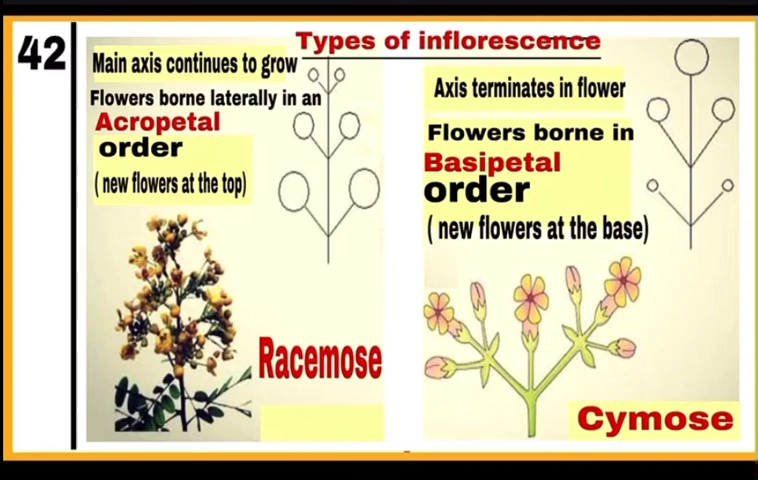 42
Types of inflorescence
Main axis continues to grow
Flowers borne laterally in an
Acropetal
order
( new flowers at the top)
Racemose
Axis terminates in flower
Flowers borne in
Basipetal
order
( new flowers at the base)
Cymose